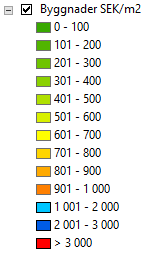 Byggnader SEK/m2
0 - 100
101 - 200
201 - 300
301 - 400
401 - 500
501 - 600
601 - 700
701 - 800
801 - 900
901 - 1 000
1 001 - 2 000
2 001 - 3 000
> 3 000